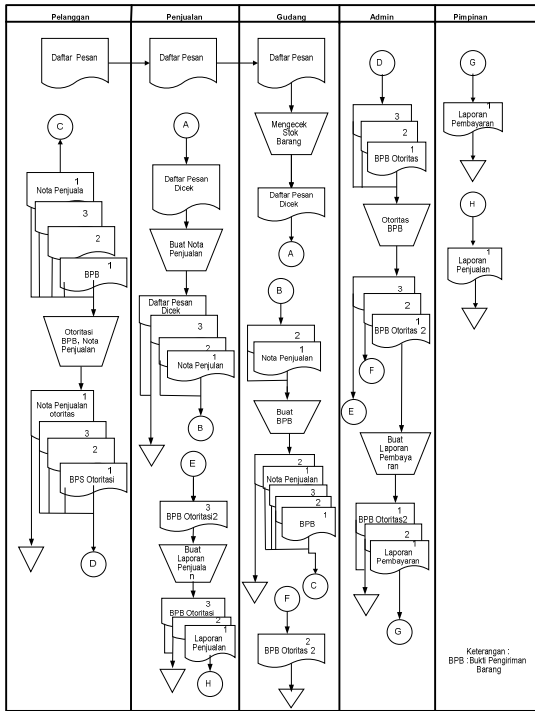 Pelanggan
Penjualan
Gudang
Admin
Pimpinan
Daftar Pesan
C
1
Nota Penjuala
3
2
1
BPB
Otoritasi
BPB, Nota
Penjualan
1
Nota Penjualan
otoritas
3
2
1
BPS Otoritasi
D
Daftar Pesan
A
Daftar Pesan
Dicek
Buat Nota
Penjualan
Daftar Pesan
Dicek
3
2
1
Nota Penjulan
B
E
3
BPB Otoritasi2
Buat
Laporan
Penjuala
n
3
BPB Otoritasi
2
1
Laporan
Penjualan
H
Daftar Pesan
Mengecek
Stok
Barang
Daftar Pesan
Dicek
A
B
2
1
Nota Penjualan
Buat
BPB
2
1
Nota Penjualan
3
2
1
BPB
C
F
2
BPB Otoritas 2
D
3
2
1
BPB Otoritas
Otoritas
BPB
3
2
1
BPB Otoritas 2
F
E
Buat
Laporan
Pembaya
ran
1
BPB Otoritas2
2
1
Laporan
Pembayaran
G
G
1
Laporan
Pembayaran
H
1
Laporan
Penjualan
Keterangan :
BPB : Bukti Pengiriman
Barang